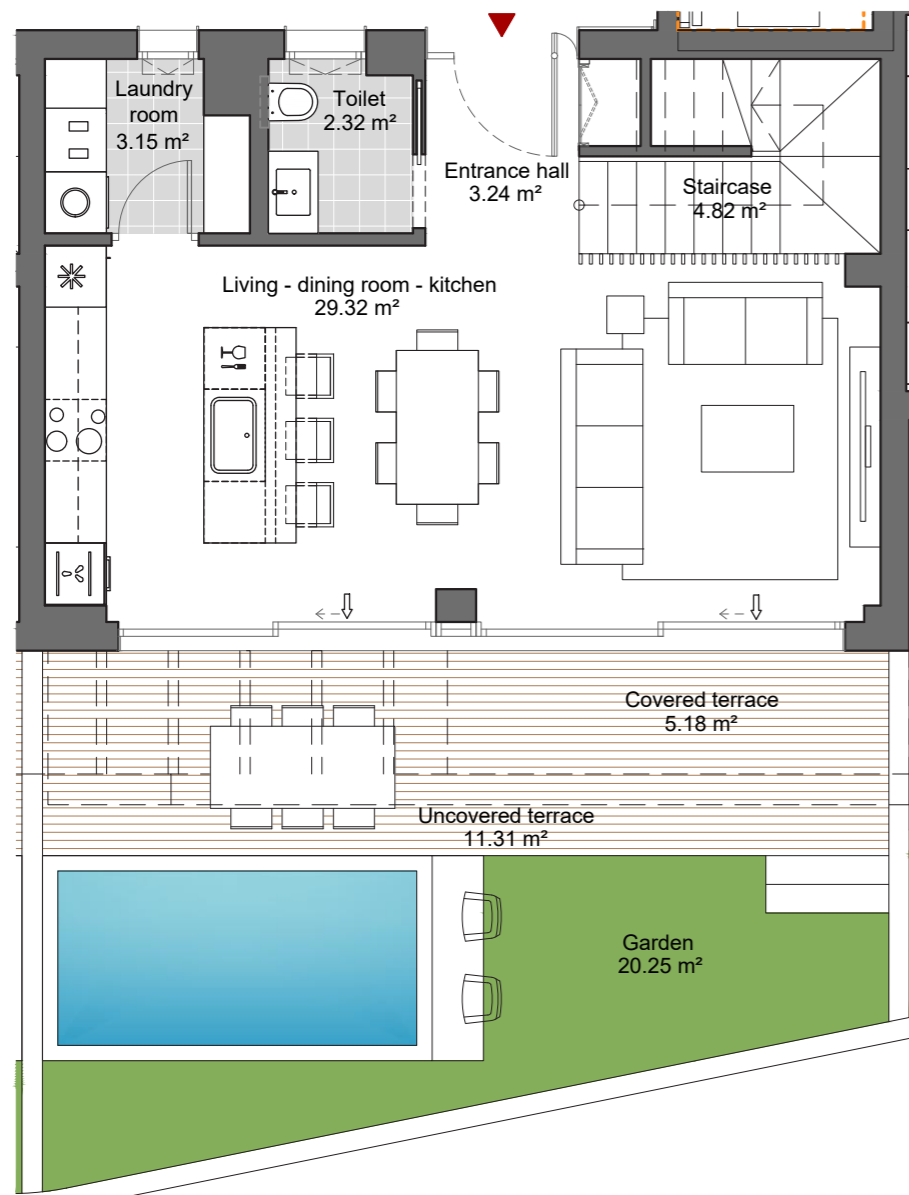 Laundry
room
3.15 m²
Toilet
2.32 m²
Entrance hall
3.24 m²
Staircase
4.82 m²
Living - dining room - kitchen
29.32 m²
Covered terrace
5.18 m²
Uncovered terrace
11.31 m²
Garden
20.25 m²